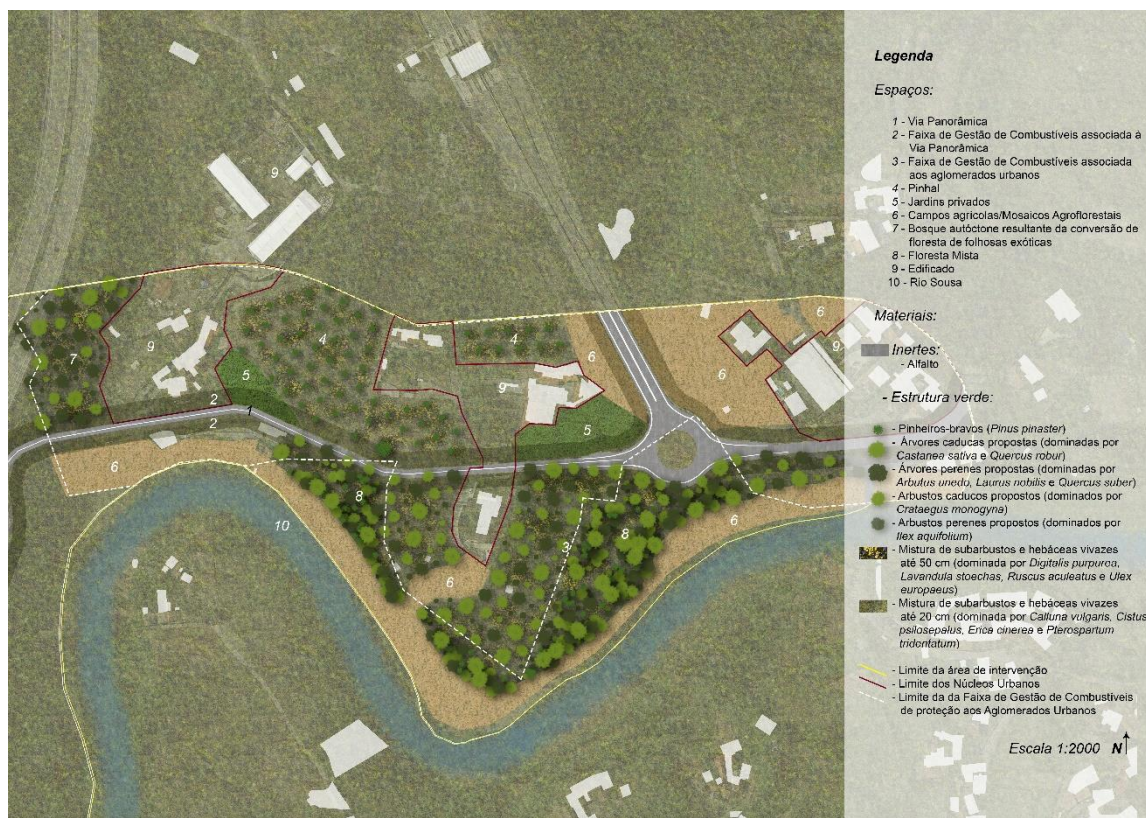 Legenda
Espaços:
1 - Via Panorâmica
2 - Faixa de Gestão de Combustíveis associada à
Via Panorâmica
3 - Faixa de Gestão de Combustíveis associada
aos aglomerados urbanos
4 - Pinhal
5 - Jardins privados
6 - Campos agrícolas/Mosaicos Agroflorestais
7 - Bosque autóctone resultante da conversão de
floresta de folhosas exóticas
8 - Floresta Mista
9 - Edificado
10 - Rio Sousa
Materiais:
Inertes:
- Alfalto
- Estrutura verde:
- Pinheiros-bravos (Pinus pinaster)
- Árvores caducas propostas (dominadas por
Castanea sativa e Quercus robur)
- Árvores perenes propostas (dominadas por
Arbutus unedo, Laurus nobilis e Quercus suber)
- Arbustos caducos propostos (dominados por
Crataegus monogyna)
- Arbustos perenes propostos (dominados por
Ilex aquifolium)
- Mistura de subarbustos e hebáceas vivazes
até 50 cm (dominada por Digitalis purpurea,
Lavandula stoechas, Ruscus aculeatus e Ulex
europaeus)
- Mistura de subarbustos e hebáceas vivazes
até 20 cm (dominada por Calluna vulgaris, Cistus
psilosepalus, Erica cinerea e Pterospartum
tridentatum)
- Limite da área de intervenção
- Limite dos Núcleos Urbanos
- Limite da da Faixa de Gestão de Combustíveis
de proteção aos Aglomerados Urbanos
Escala 1:2000 N
9
6
4
4
6
9
7
9
6
5
9
2
1
2
5
6
8
10
3
8
6
6